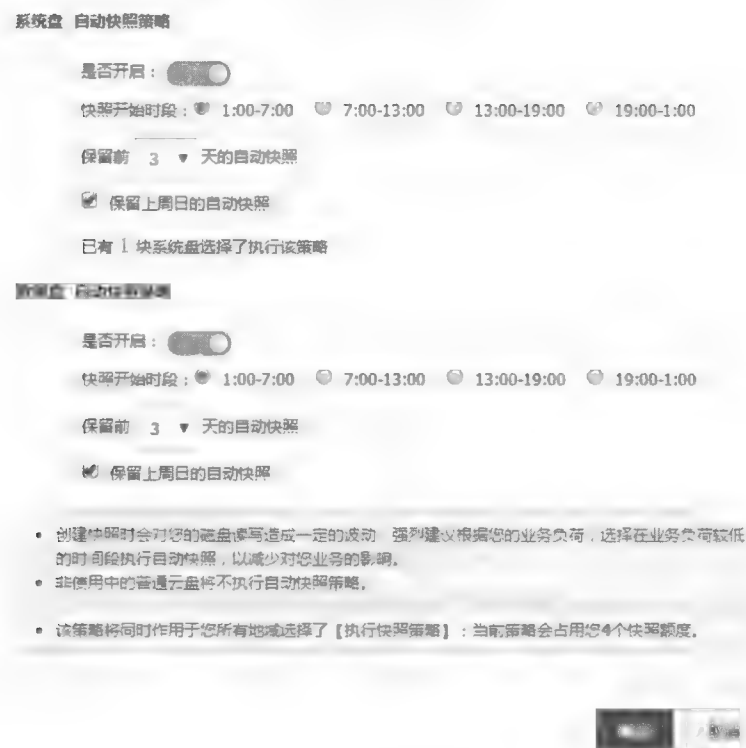 系统盘 自动快照策略
是否开启：
快照开始时段： 1:00-7:00 7:00-13:00 13:00-19:00 19:00-1:00
保留前 3 ▼ 天的自动快照
保留上周日的自动快照
已有 1 块系统盘选择了执行该策略
数据盘 自动快照策略
是否开启：
快照开始时段： 1:00-7:00 7:00-13:00 13:00-19:00 19:00-1:00
保留前 3 ▼ 天的自动快照
保留上周日的自动快照
• 创建快照时会对您的磁盘读写造成一定的波动 强烈建议根据您的业务负荷，选择在业务负荷较低
的时间段执行自动快照，以减少对您业务的影响。
• 非使用中的普通云盘将不执行自动快照策略。
• 该策略将同时作用于您所有地域选择了【执行快照策略】：当前策略会占用您4个快照额度。